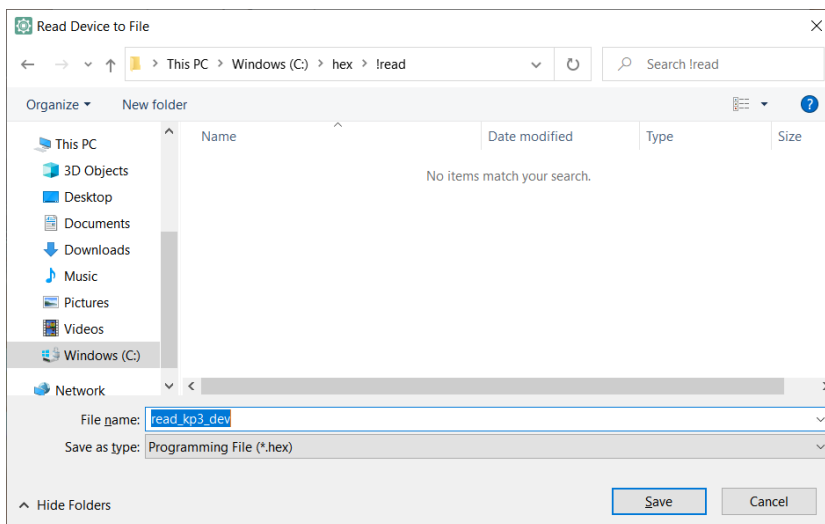 Read Device to File
This PC > Windows (C:) > hex > !read
Search !read
Organize New folder
Name Date modified Type Size
No items match your search.
This PC
3D Objects
Desktop
Documents
Downloads
Music
Pictures
Videos
Windows (C:)
Network
File name: read_kp3_dev
Save as type: Programming File (*.hex)
Hide Folders
Save Cancel